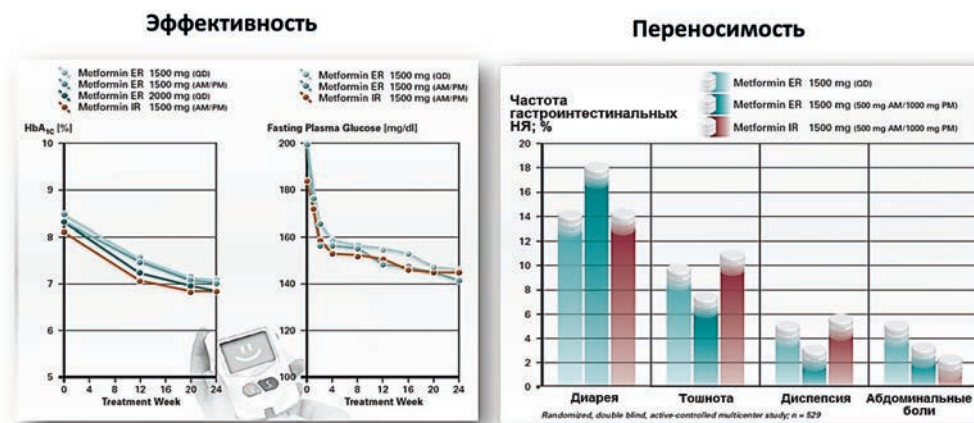 Эффективность
Metformin ER 1500 mg (QD)
Metformin ER 1500 mg (AM/PM)
Metformin ER 2000 mg (QD)
Metformin IR 1500 mg (AM/PM)
HbA1C [%]
10
9
8
7
6
5
0 4 8 12 16 20 24
Treatment Week
Metformin ER 1500 mg (QD)
Metformin ER 1500 mg (AM/PM)
Metformin IR 1500 mg (AM/PM)
Fasting Plasma Glucose [mg/dl]
200
180
160
140
120
100
0 4 8 12 16 20 24
Treatment Week
Переносимость
Metformin ER 1500 mg (QD)
Metformin ER 1500 mg (500 mg AM/1000 mg PM)
Metformin IR 1500 mg (500 mg AM/1000 mg PM)
Частота
гастроинтестинальных
НЯ; %
20
18
16
14
12
10
8
6
4
2
0
Диарея Тошнота Диспепсия Абдоминальные
боли
Randomized, double blind, active-controlled multicenter study; n = 529